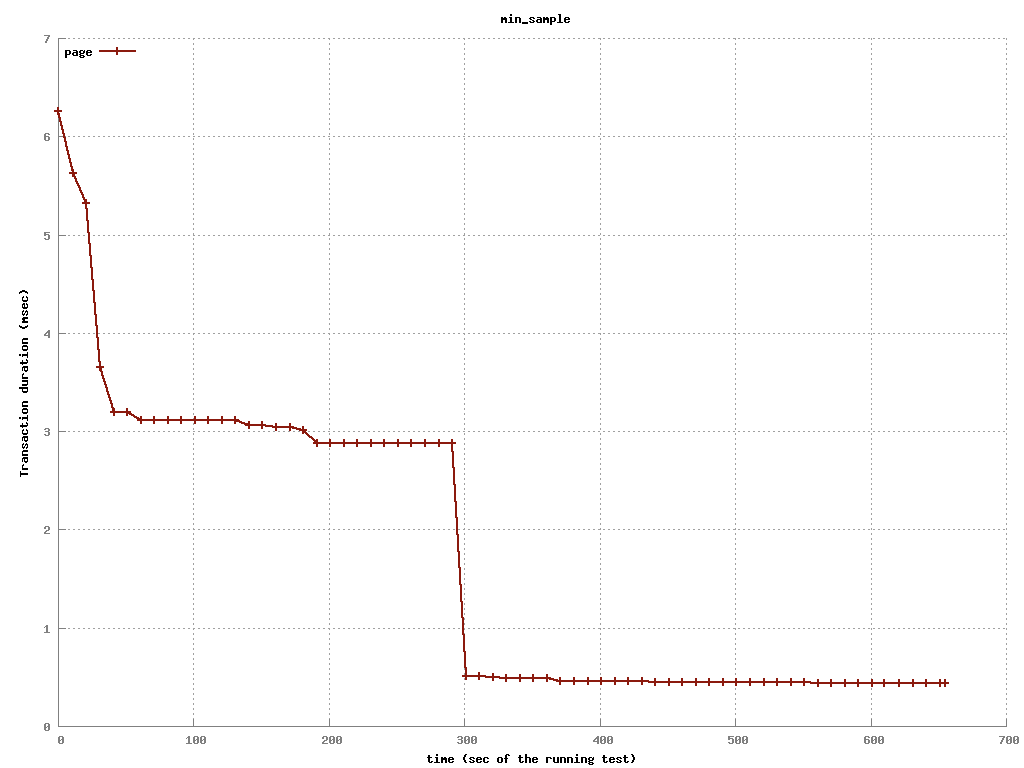 min_sample
page
7
6
5
4
3
2
1
0
Transaction duration (msec)
0 100 200 300 400 500 600 700
time (sec of the running test)